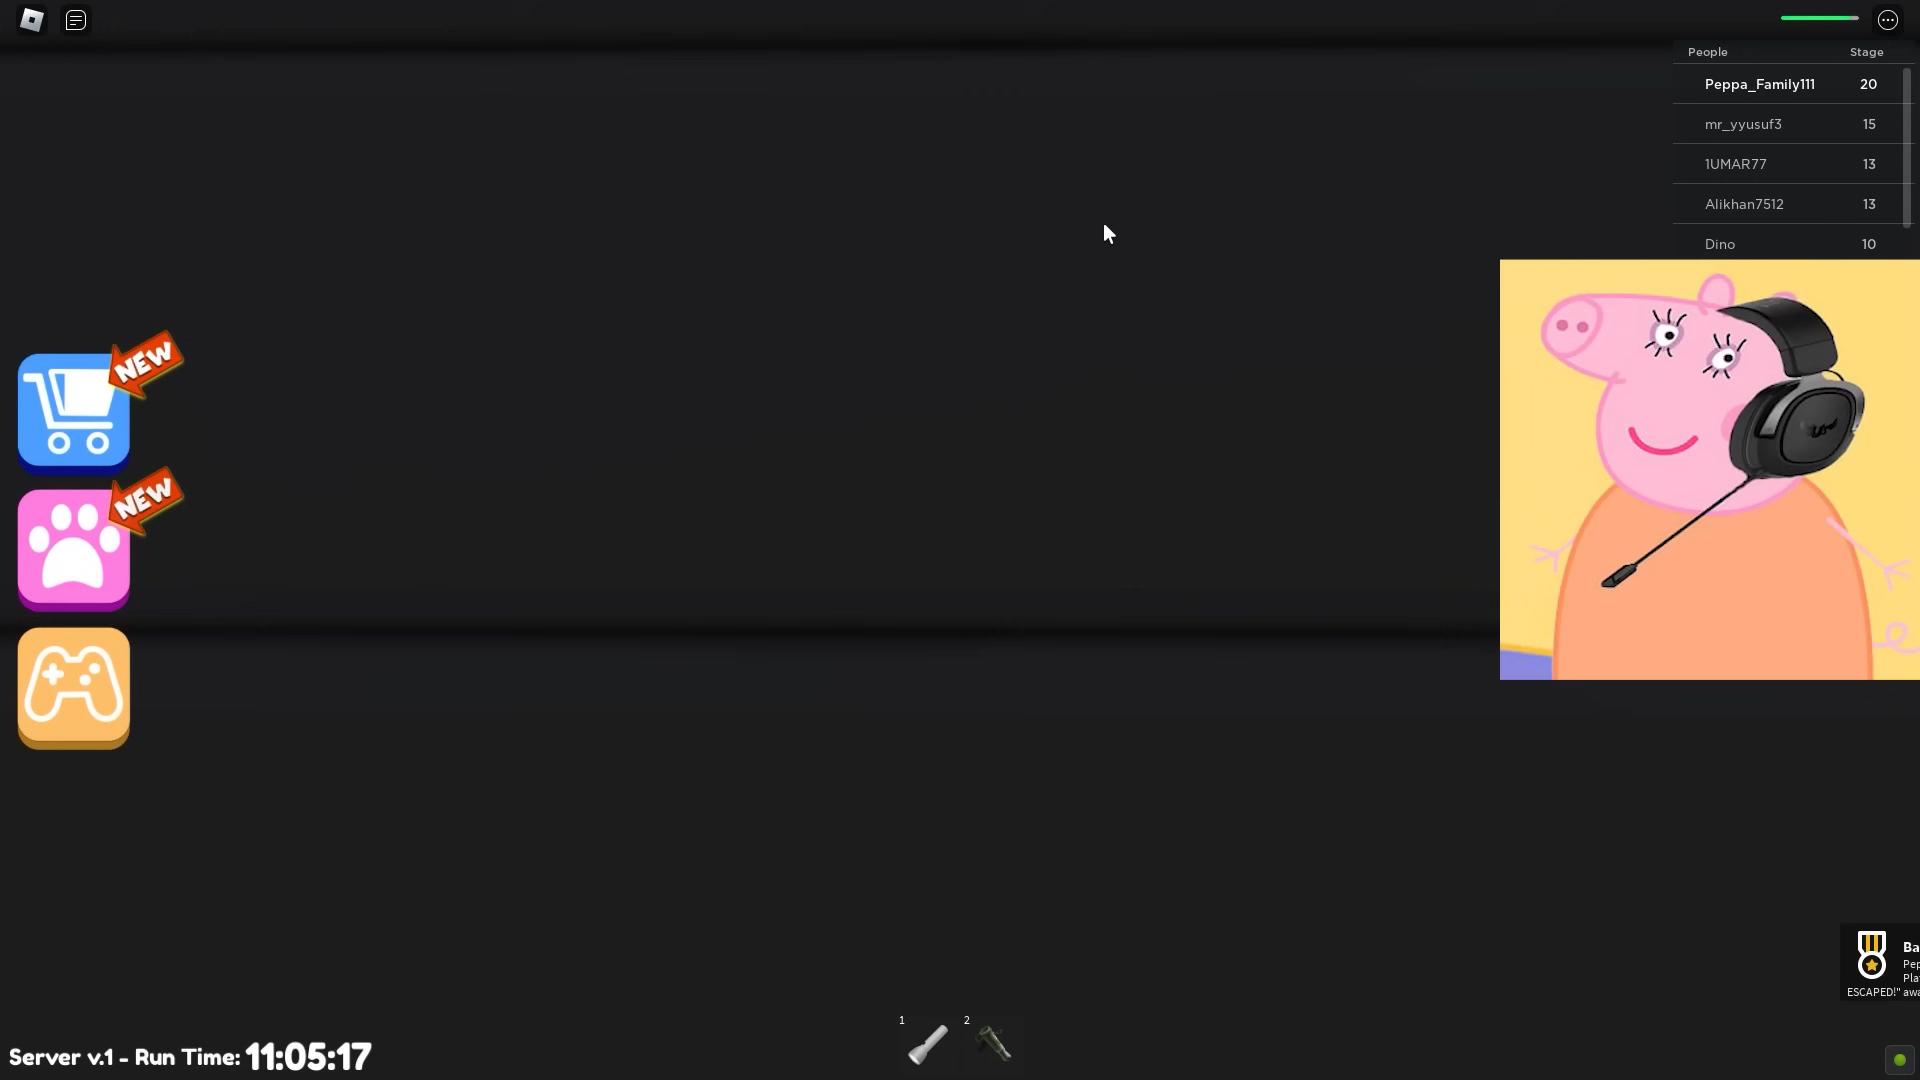 People Stage
Peppa_Family111 20
mr_yyusuf3 15
1UMAR77 13
Alikhan7512 13
Dino 10
NEW
NEW
ESCAPED!"
1 2
Server v.1 - Run Time: 11:05:17